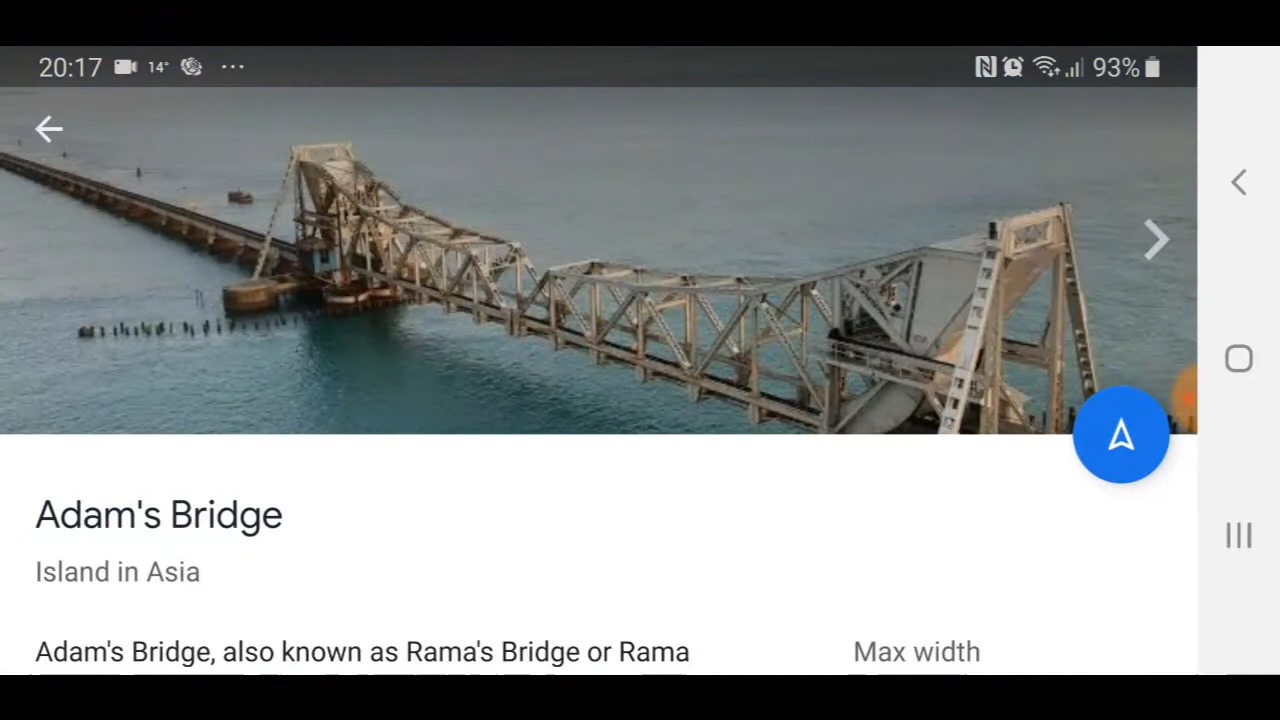 20:17 14° 93%
Adam's Bridge
Island in Asia
Adam's Bridge, also known as Rama's Bridge or Rama
Max width